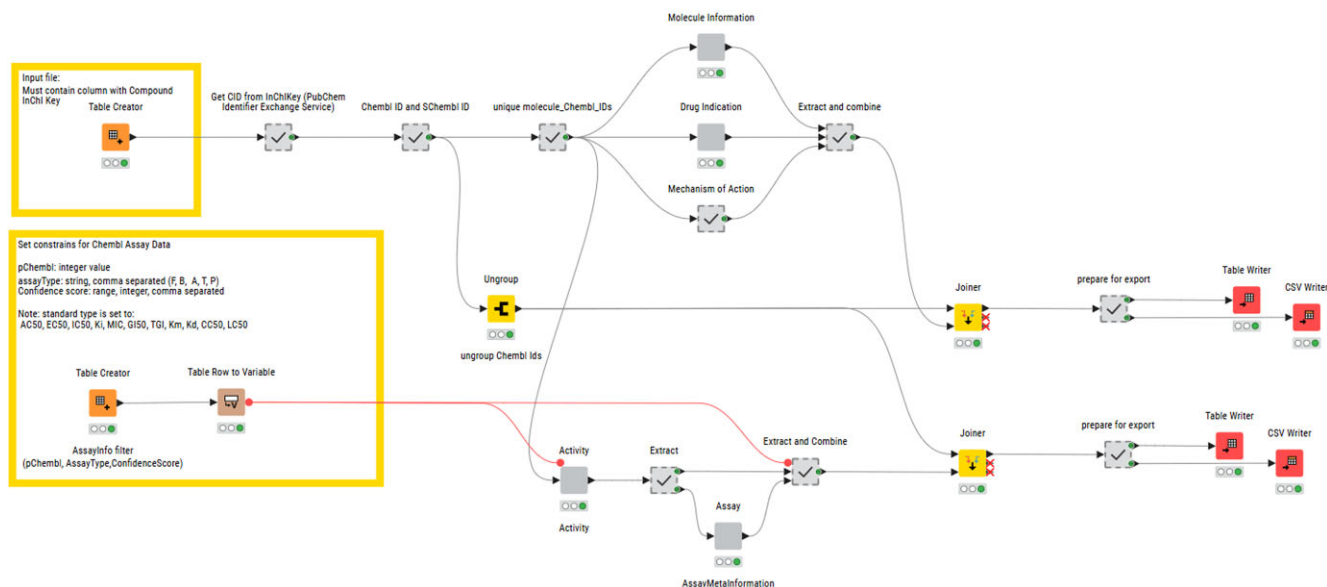 Molecule Information
Input file:
Must contain column with Compound
InChI Key
Table Creator
Get CID from InChIKey (PubChem
Identifier Exchange Service)
Chembl ID and SChembl ID
unique molecule_Chembl_IDs
Drug Indication
Extract and combine
Mechanism of Action
Set constrains for Chembl Assay Data
pChembl: integer value
assayType: string, comma separated (F, B, A, T, P)
Confidence score: range, integer, comma separated
Note: standard type is set to:
AC50, EC50, IC50, Ki, MIC, GI50, TGI, Km, Kd, CC50, LC50
Ungroup
ungroup Chembl Ids
Joiner
prepare for export
Table Writer
CSV Writer
Table Creator
Table Row to Variable
AssayInfo filter
(pChembl, AssayType,ConfidenceScore)
Activity
Activity
Extract
Extract and Combine
Assay
AssayMetaInformation
Joiner
prepare for export
Table Writer
CSV Writer